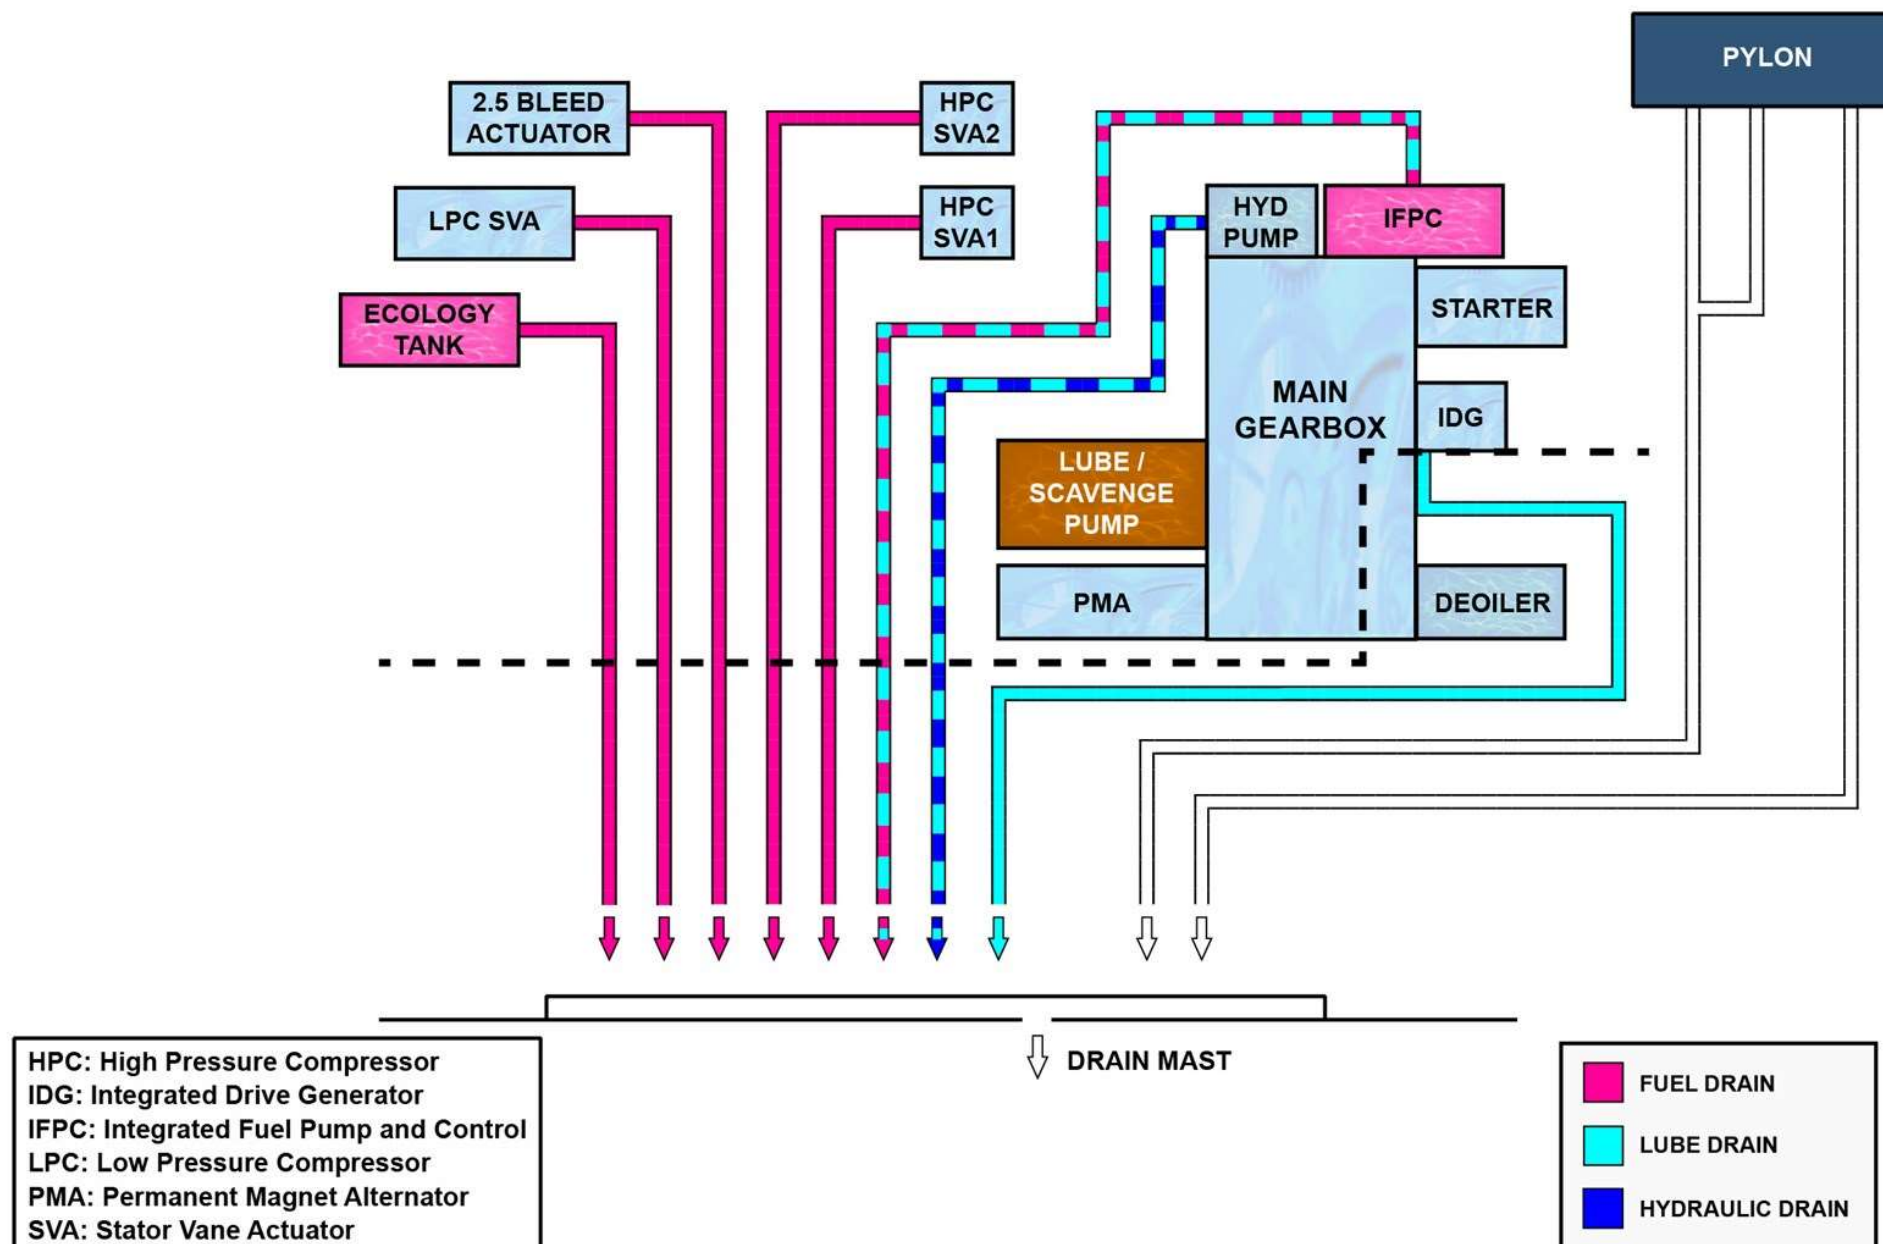 PYLON
2.5 BLEED
ACTUATOR
HPC
SVA2
LPC SVA
HPC
SVA1
HYD
PUMP
IFPC
ECOLOGY
TANK
STARTER
MAIN
GEARBOX
IDG
LUBE /
SCAVENGE
PUMP
PMA
DEOILER
DRAIN MAST
HPC: High Pressure Compressor
IDG: Integrated Drive Generator
IFPC: Integrated Fuel Pump and Control
LPC: Low Pressure Compressor
PMA: Permanent Magnet Alternator
SVA: Stator Vane Actuator
FUEL DRAIN
LUBE DRAIN
HYDRAULIC DRAIN